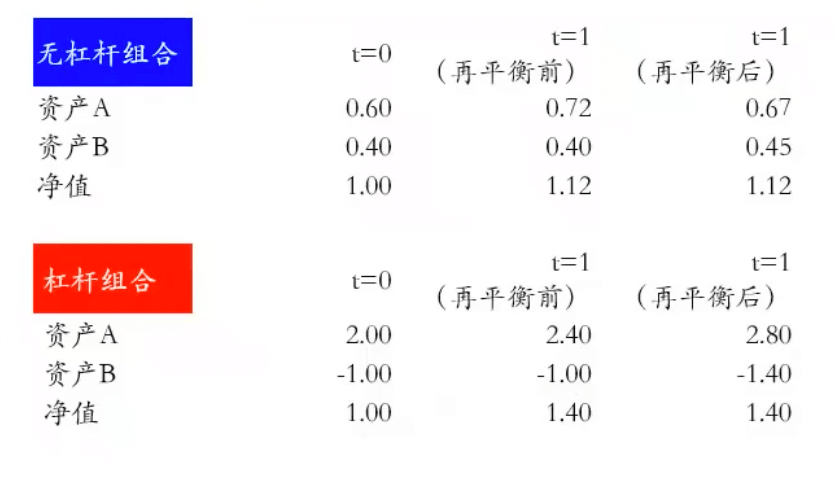 无杠杆组合 t=0 t=1 t=1
（再平衡前） （再平衡后）
资产A 0.60 0.72 0.67
资产B 0.40 0.40 0.45
净值 1.00 1.12 1.12
杠杆组合 t=0 t=1 t=1
（再平衡前） （再平衡后）
资产A 2.00 2.40 2.80
资产B -1.00 -1.00 -1.40
净值 1.00 1.40 1.40